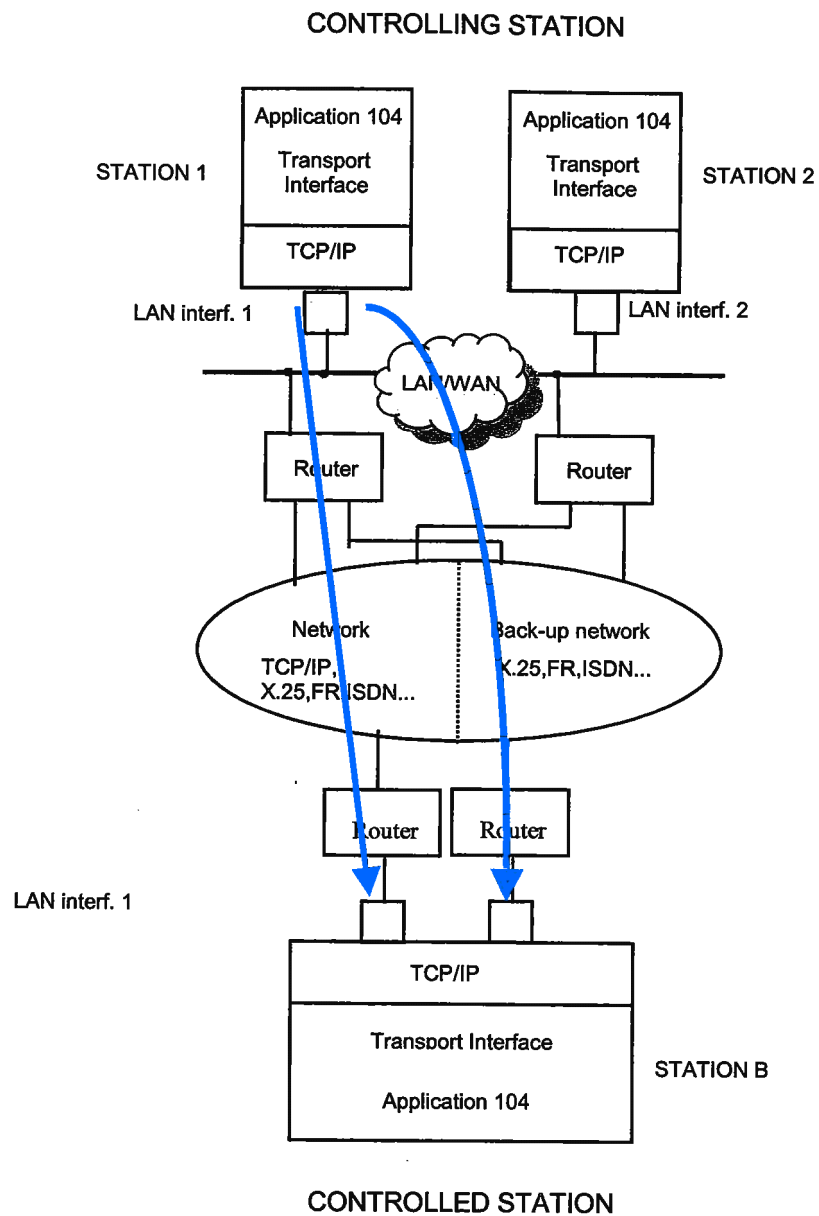 CONTROLLING STATION
Application 104
Transport
Interface
TCP/IP
STATION 1
Application 104
Transport
Interface
TCP/IP
STATION 2
LAN interf. 1
LAN interf. 2
LAN/WAN
Router
Router
Network
TCP/IP,
X.25,FR,ISDN...
Back-up network
X.25,FR,ISDN...
Router
Router
LAN interf. 1
TCP/IP
Transport Interface
Application 104
STATION B
CONTROLLED STATION